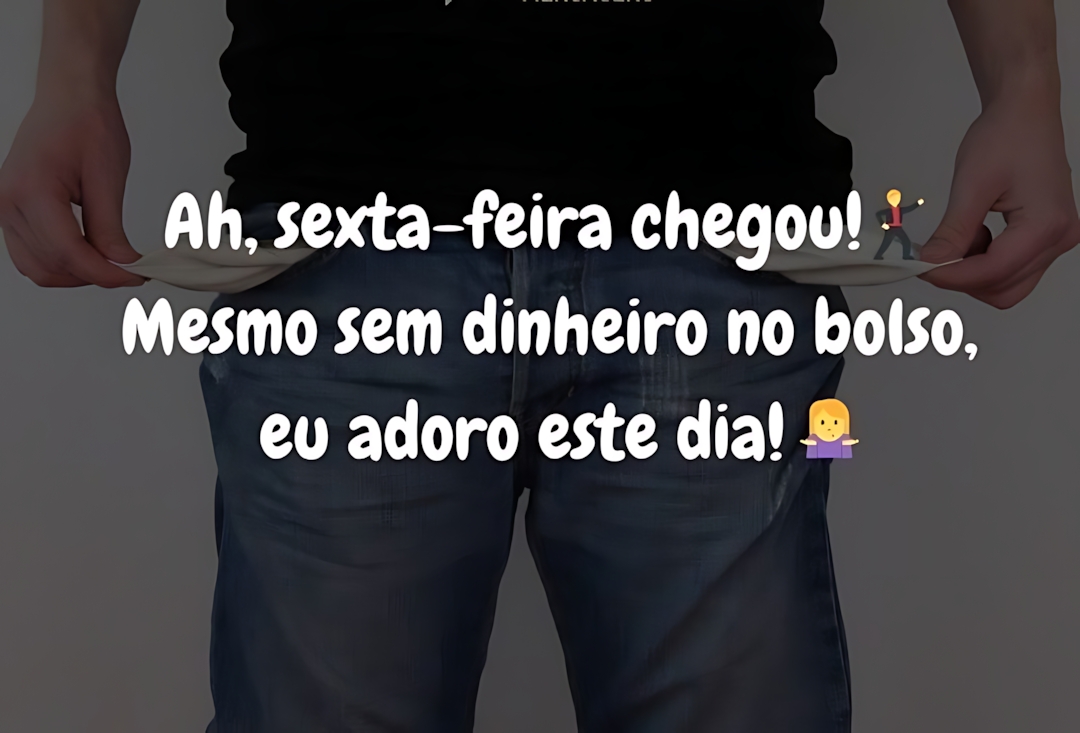 Ah, sexta-feira chegou!🕺
Mesmo sem dinheiro no bolso,
eu adoro este dia! 🤷‍♀️